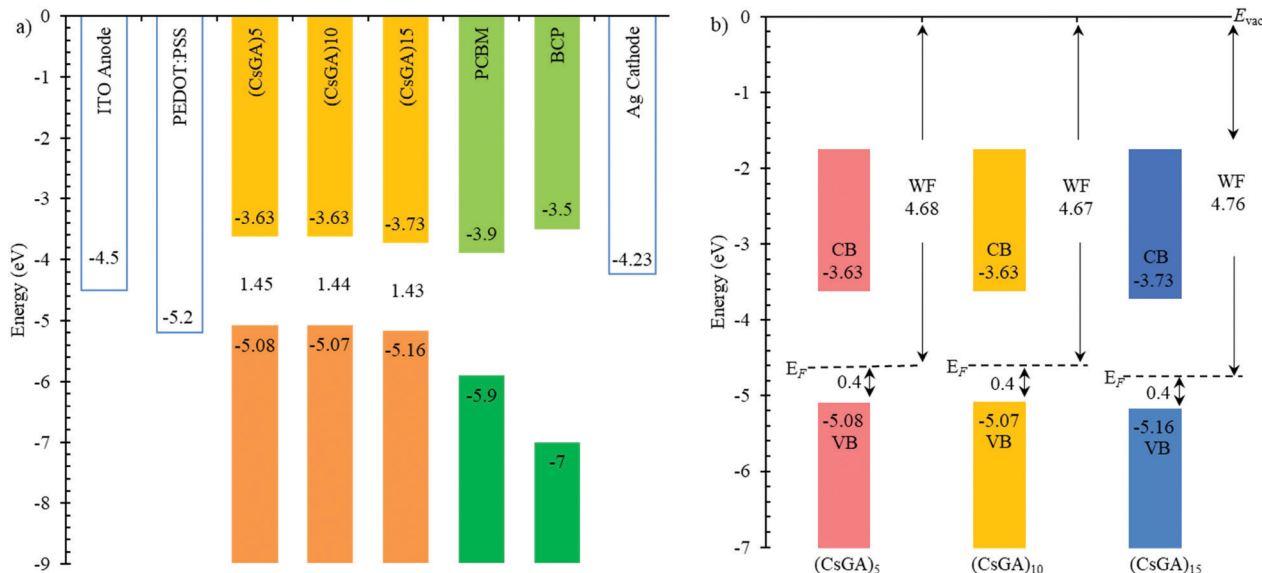 a)
Energy (eV)
0
-1
-2
-3
-4
-5
-6
-7
-8
-9
ITO Anode
PEDOT:PSS
(CsGA)5
(CsGA)10
(CsGA)15
PCBM
BCP
Ag Cathode
-4.5
-5.2
-3.63
-3.63
-3.73
-3.9
-3.5
-4.23
1.45
1.44
1.43
-5.08
-5.07
-5.16
-5.9
-7
b)
Energy (eV)
0
-1
-2
-3
-4
-5
-6
-7
Evac
WF
4.68
WF
4.67
WF
4.76
CB
-3.63
CB
-3.63
CB
-3.73
EF
0.4
EF
0.4
EF
0.4
-5.08
VB
-5.07
VB
-5.16
VB
(CsGA)5
(CsGA)10
(CsGA)15